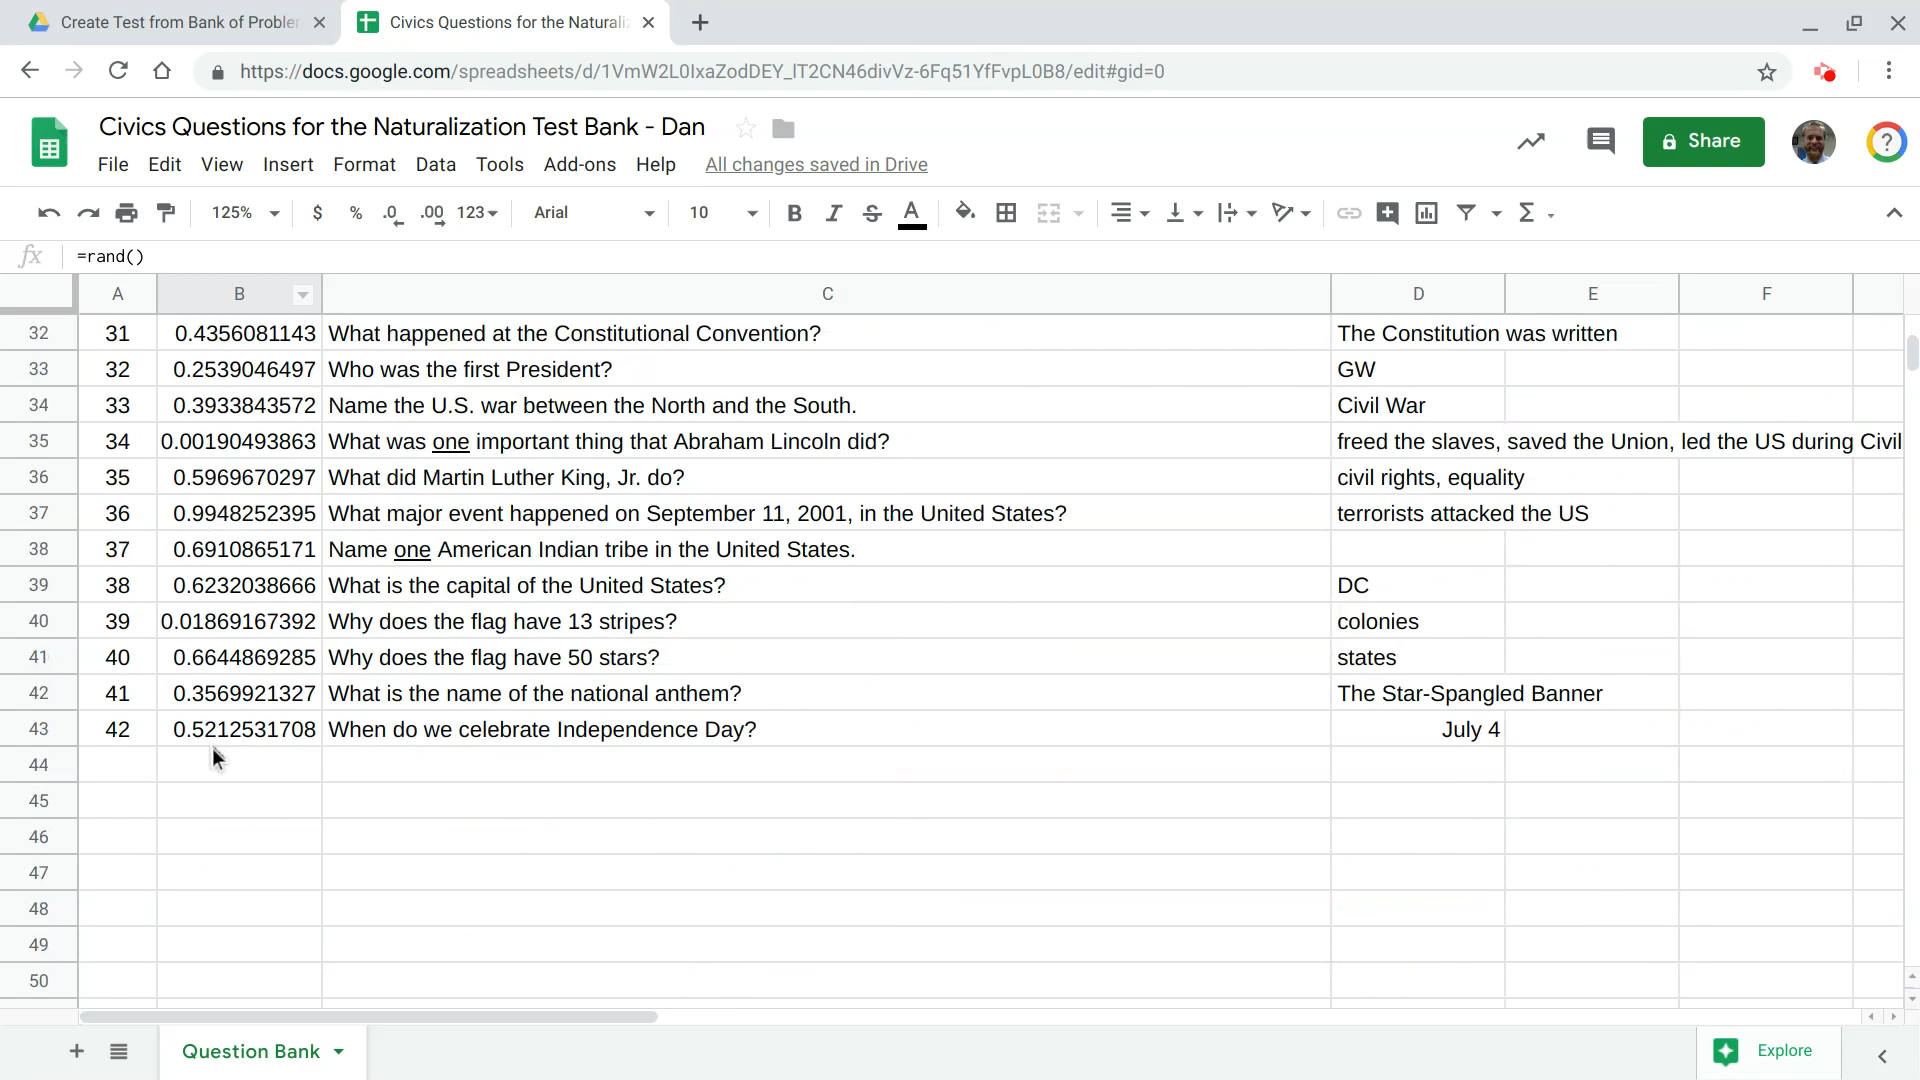 Create Test from Bank of Probler
Civics Questions for the Naturaliz
https://docs.google.com/spreadsheets/d/1VmW2L0IxaZodDEY_lT2CN46divVz-6Fq51YfFvpL0B8/edit#gid=0
Civics Questions for the Naturalization Test Bank - Dan
Share
File Edit View Insert Format Data Tools Add-ons Help All changes saved in Drive
125% $ % .0 .00 123 Arial 10 B I S A Σ
fx =rand()
A B C D E F
32 31 0.4356081143 What happened at the Constitutional Convention? The Constitution was written
33 32 0.2539046497 Who was the first President? GW
34 33 0.3933843572 Name the U.S. war between the North and the South. Civil War
35 34 0.00190493863 What was one important thing that Abraham Lincoln did? freed the slaves, saved the Union, led the US during Civil
36 35 0.5969670297 What did Martin Luther King, Jr. do? civil rights, equality
37 36 0.9948252395 What major event happened on September 11, 2001, in the United States? terrorists attacked the US
38 37 0.6910865171 Name one American Indian tribe in the United States.
39 38 0.6232038666 What is the capital of the United States? DC
40 39 0.01869167392 Why does the flag have 13 stripes? colonies
41 40 0.6644869285 Why does the flag have 50 stars? states
42 41 0.3569921327 What is the name of the national anthem? The Star-Spangled Banner
43 42 0.5212531708 When do we celebrate Independence Day? July 4
44
45
46
47
48
49
50
Question Bank
Explore